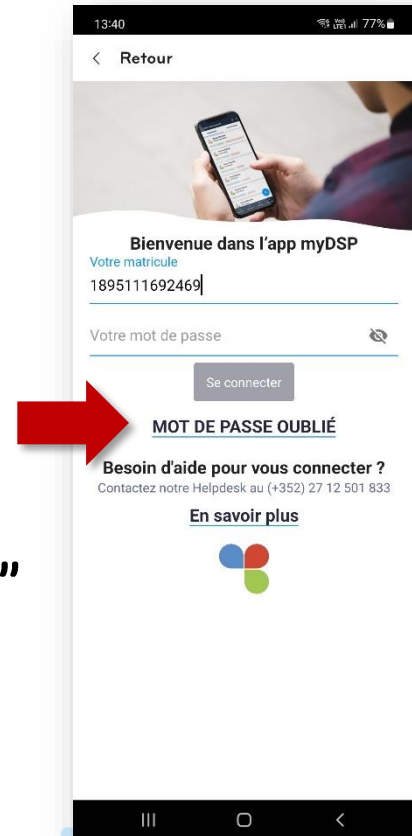 13:40 77%
Retour
Bienvenue dans l'app myDSP
Votre matricule
1895111692469
Votre mot de passe
Se connecter
MOT DE PASSE OUBLIÉ
Besoin d'aide pour vous connecter ?
Contactez notre Helpdesk au (+352) 27 12 501 833
En savoir plus
"